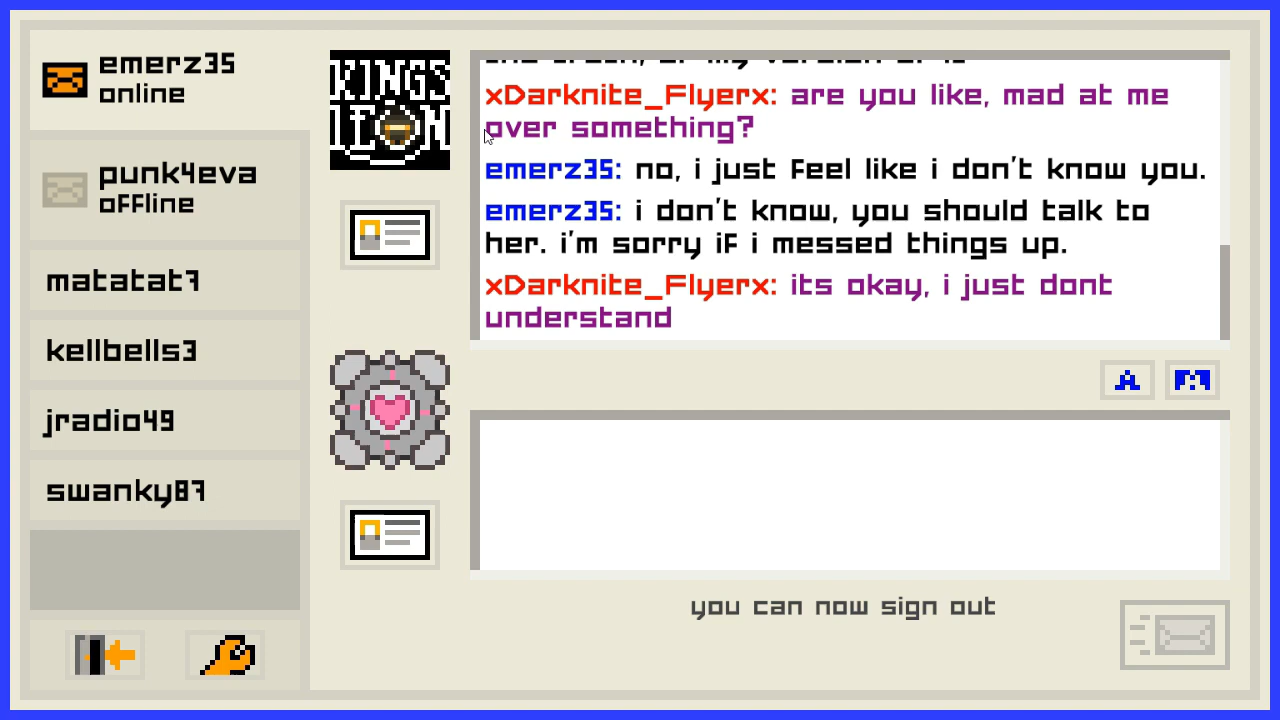 emerz35
online
punk4eva
offline
matatat7
kellbells3
jradio49
swanky87
KINGS
xDarknite_Flyerx: are you like, mad at me
over something?
emerz35: no, i just feel like i don't know you.
emerz35: i don't know, you should talk to
her. i'm sorry if i messed things up.
xDarknite_Flyerx: its okay, i just dont
understand
A
you can now sign out